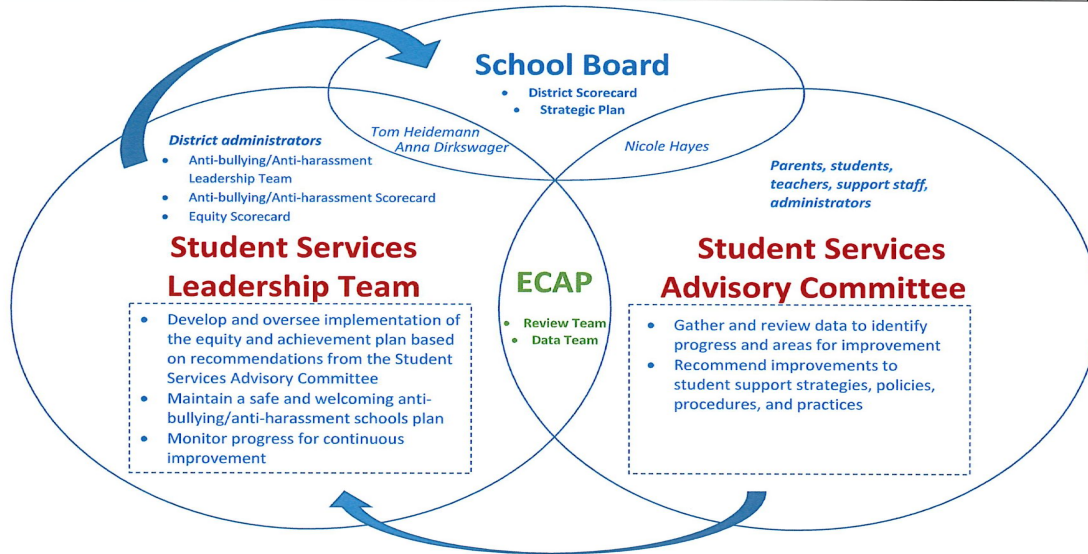 School Board
• District Scorecard
• Strategic Plan
Tom Heidemann
Anna Dirkswager
Nicole Hayes
District administrators
• Anti-bullying/Anti-harassment
Leadership Team
• Anti-bullying/Anti-harassment Scorecard
• Equity Scorecard
Student Services
Leadership Team
• Develop and oversee implementation of
the equity and achievement plan based
on recommendations from the Student
Services Advisory Committee
• Maintain a safe and welcoming anti-
bullying/anti-harassment schools plan
• Monitor progress for continuous
improvement
ECAP
• Review Team
• Data Team
Parents, students,
teachers, support staff,
administrators
Student Services
Advisory Committee
• Gather and review data to identify
progress and areas for improvement
• Recommend improvements to
student support strategies, policies,
procedures, and practices